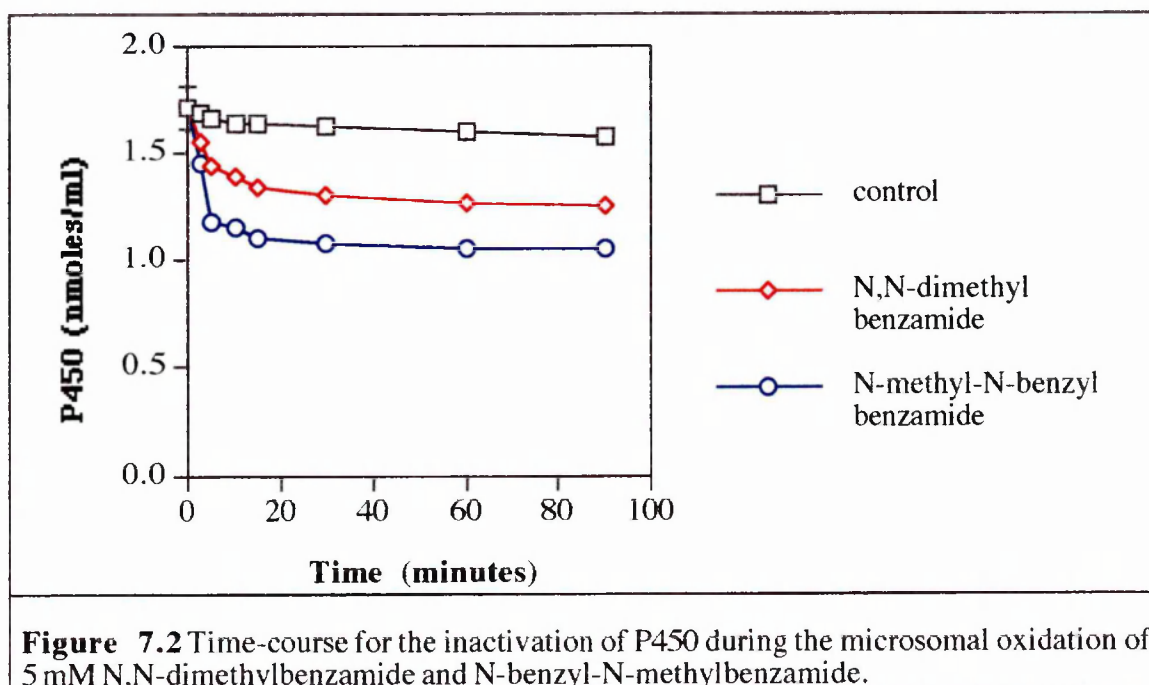 2.0
1.5
1.0
0.5
0.0
P450 (nmoles/ml)
0 20 40 60 80 100
Time (minutes)
control
N,N-dimethyl
benzamide
N-methyl-N-benzyl
benzamide
Figure 7.2 Time-course for the inactivation of P450 during the microsomal oxidation of
5 mM N,N-dimethylbenzamide and N-benzyl-N-methylbenzamide.